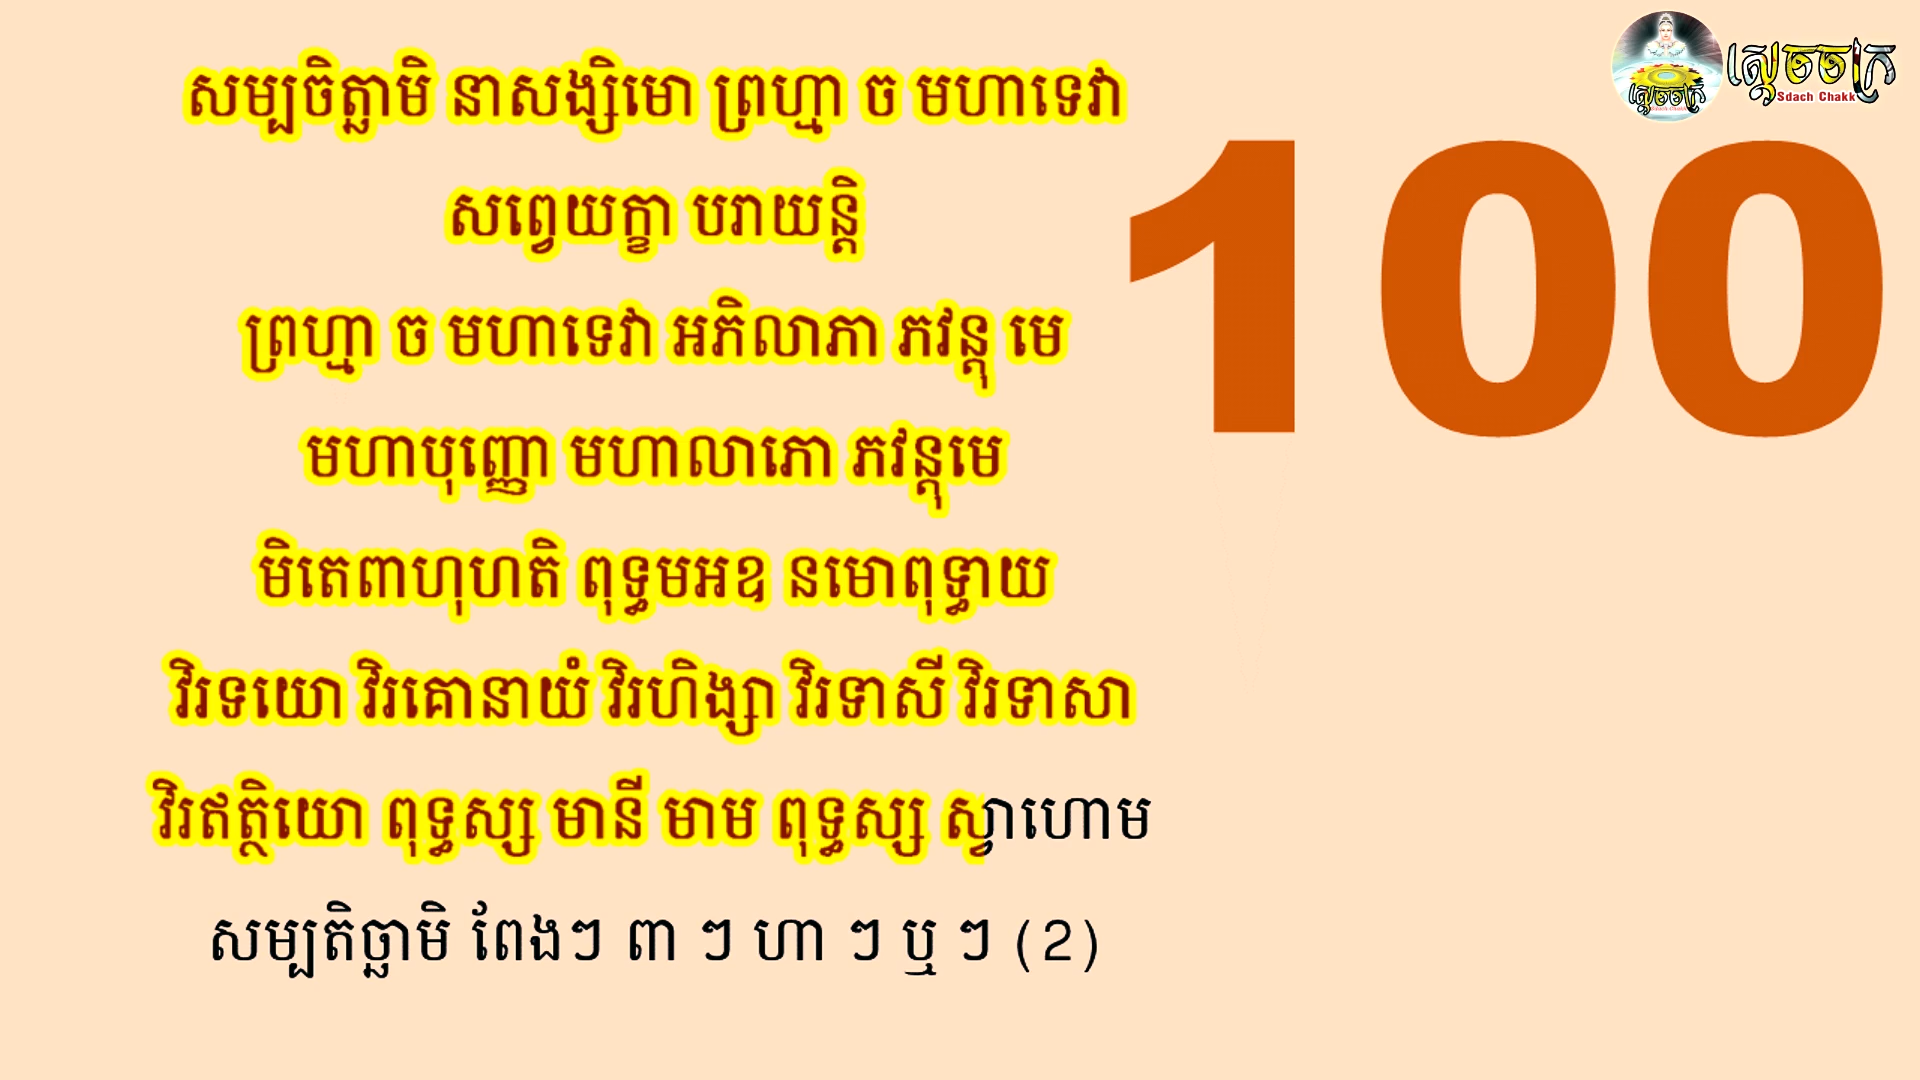 សម្បចិត្ឆាមិ នាសង្សិមោ ព្រហ្មា ច មហាទេវា
សព្វេយក្ខា បរាយន្តិ
ព្រហ្មា ច មហាទេវា អភិលាភា ភវន្តុ មេ
មហាបុញ្ញោ មហាលាភោ ភវន្តុមេ
មិតេពាហុហតិ ពុទ្ធមអឧ នមោពុទ្ធាយ
វិរទយោ វិរគោនាយំ វិរហិង្សា វិរទាសី វិរទាសា
វិរឥត្ថិយោ ពុទ្ធស្ស មានី មាម ពុទ្ធស្ស ស្វាហោម
សម្បតិច្ឆាមិ ពែងៗ ពា ៗ ហា ៗ ឬ ៗ (2)
100
ស្តេចចក្រ
Sdach Chakk
ស្តេចចក្រ